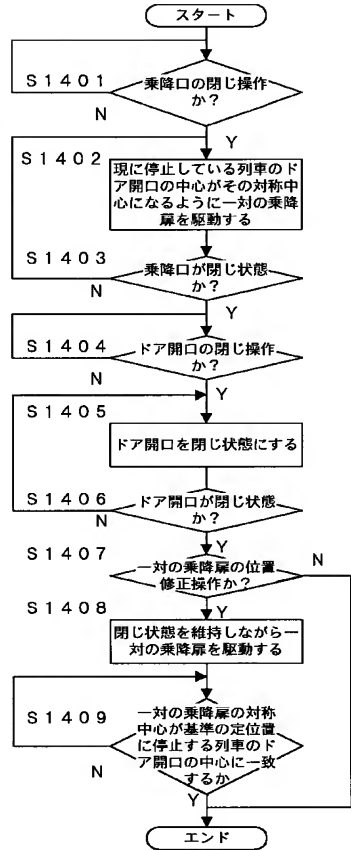 スタート
S1401
乗降口の閉じ操作
か？
N
Y
S1402
現に停止している列車のド
ア開口の中心がその対称中
心になるように一対の乗降
扉を駆動する
S1403
乗降口が閉じ状態
か？
N
Y
S1404
ドア開口の閉じ操作
か？
N
Y
S1405
ドア開口を閉じ状態にする
S1406
ドア開口が閉じ状態
か？
N
Y
S1407
一対の乗降扉の位置
修正操作か？
N
Y
S1408
閉じ状態を維持しながら一
対の乗降扉を駆動する
S1409
一対の乗降扉の対称
中心が基準の定位置
に停止する列車のド
ア開口の中心に一致
するか
N
Y
エンド